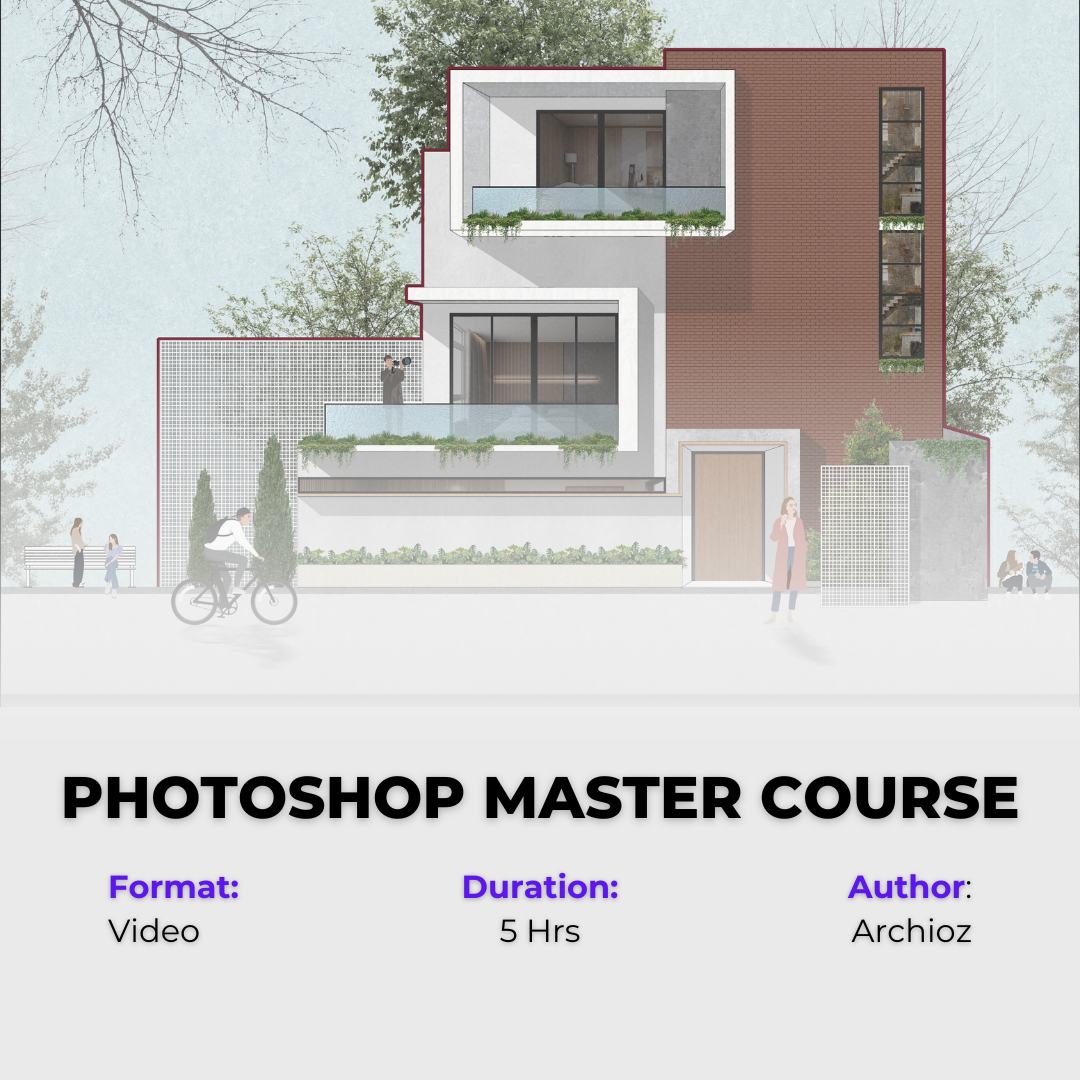 PHOTOSHOP MASTER COURSE
Format:
Video
Duration:
5 Hrs
Author:
Archioz